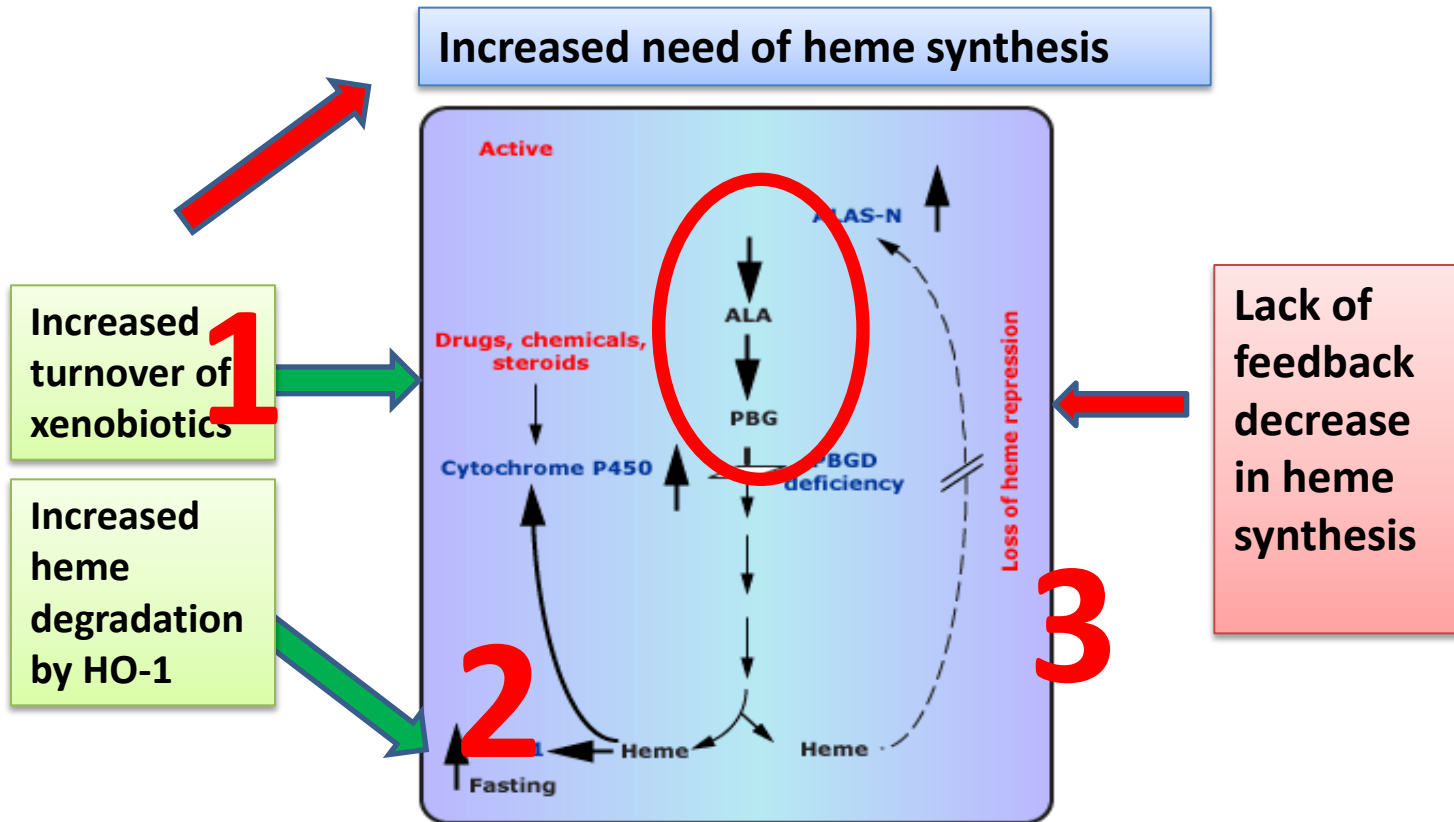 Increased need of heme synthesis
Active
ALAS-N
Increased
turnover of
xenobiotics
1
Drugs, chemicals,
steroids
ALA
PBG
Cytochrome P450
PBGD
deficiency
Loss of heme repression
Lack of
feedback
decrease
in heme
synthesis
Increased
heme
degradation
by HO-1
2
3
1
Heme
Heme
Fasting